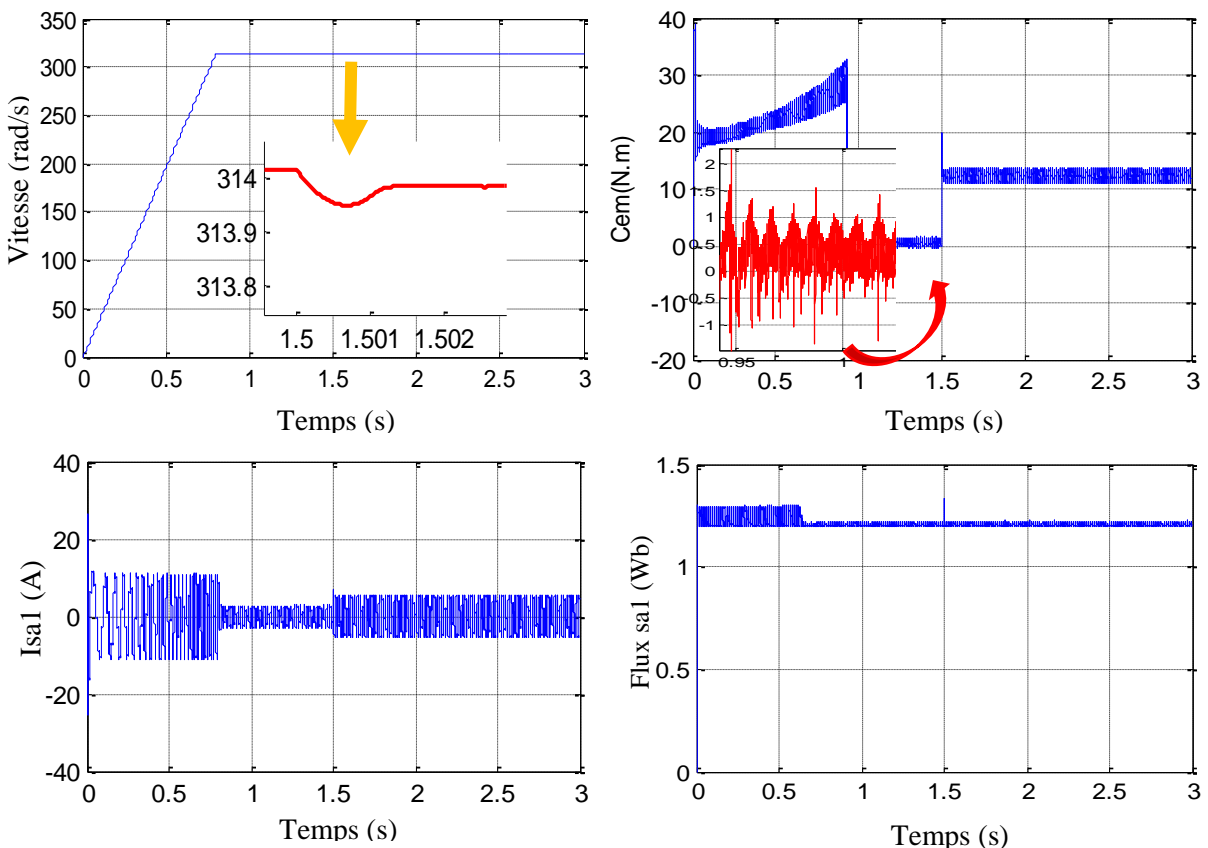 Vitesse (rad/s)
350
300
250
200
150
100
50
0
314
313.9
313.8
1.5 1.501 1.502
0 0.5 1 1.5 2 2.5 3
Temps (s)
Cem(N.m)
40
30
20
10
0
-10
-20
2
1.5
1
0.5
0
-0.5
-1
0.95 1
0 0.5 1 1.5 2 2.5 3
Temps (s)
Isa1 (A)
40
20
0
-20
-40
0 0.5 1 1.5 2 2.5 3
Temps (s)
Flux sa1 (Wb)
1.5
1
0.5
0
0 0.5 1 1.5 2 2.5 3
Temps (s)